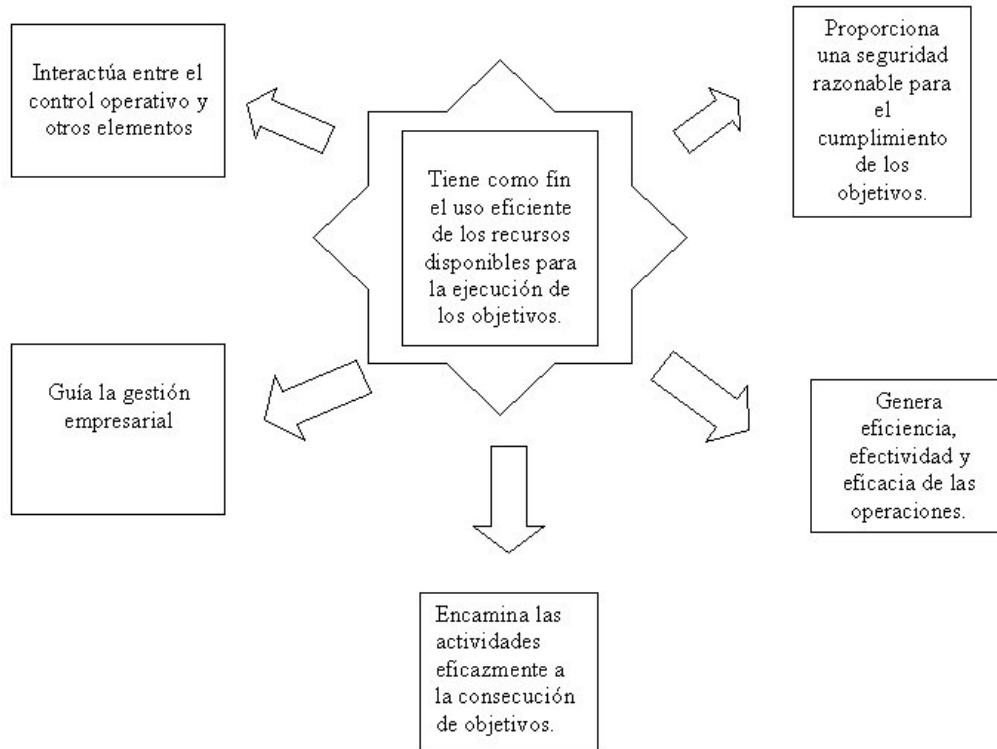 Interactúa entre el
control operativo y
otros elementos
Proporciona
una seguridad
razonable para
el
cumplimiento
de los
objetivos.
Tiene como fín
el uso eficiente
de los recursos
disponibles para
la ejecución de
los objetivos.
Guía la gestión
empresarial
Genera
eficiencia,
efectividad y
eficacia de las
operaciones.
Encamina las
actividades
eficazmente a
la consecución
de objetivos.